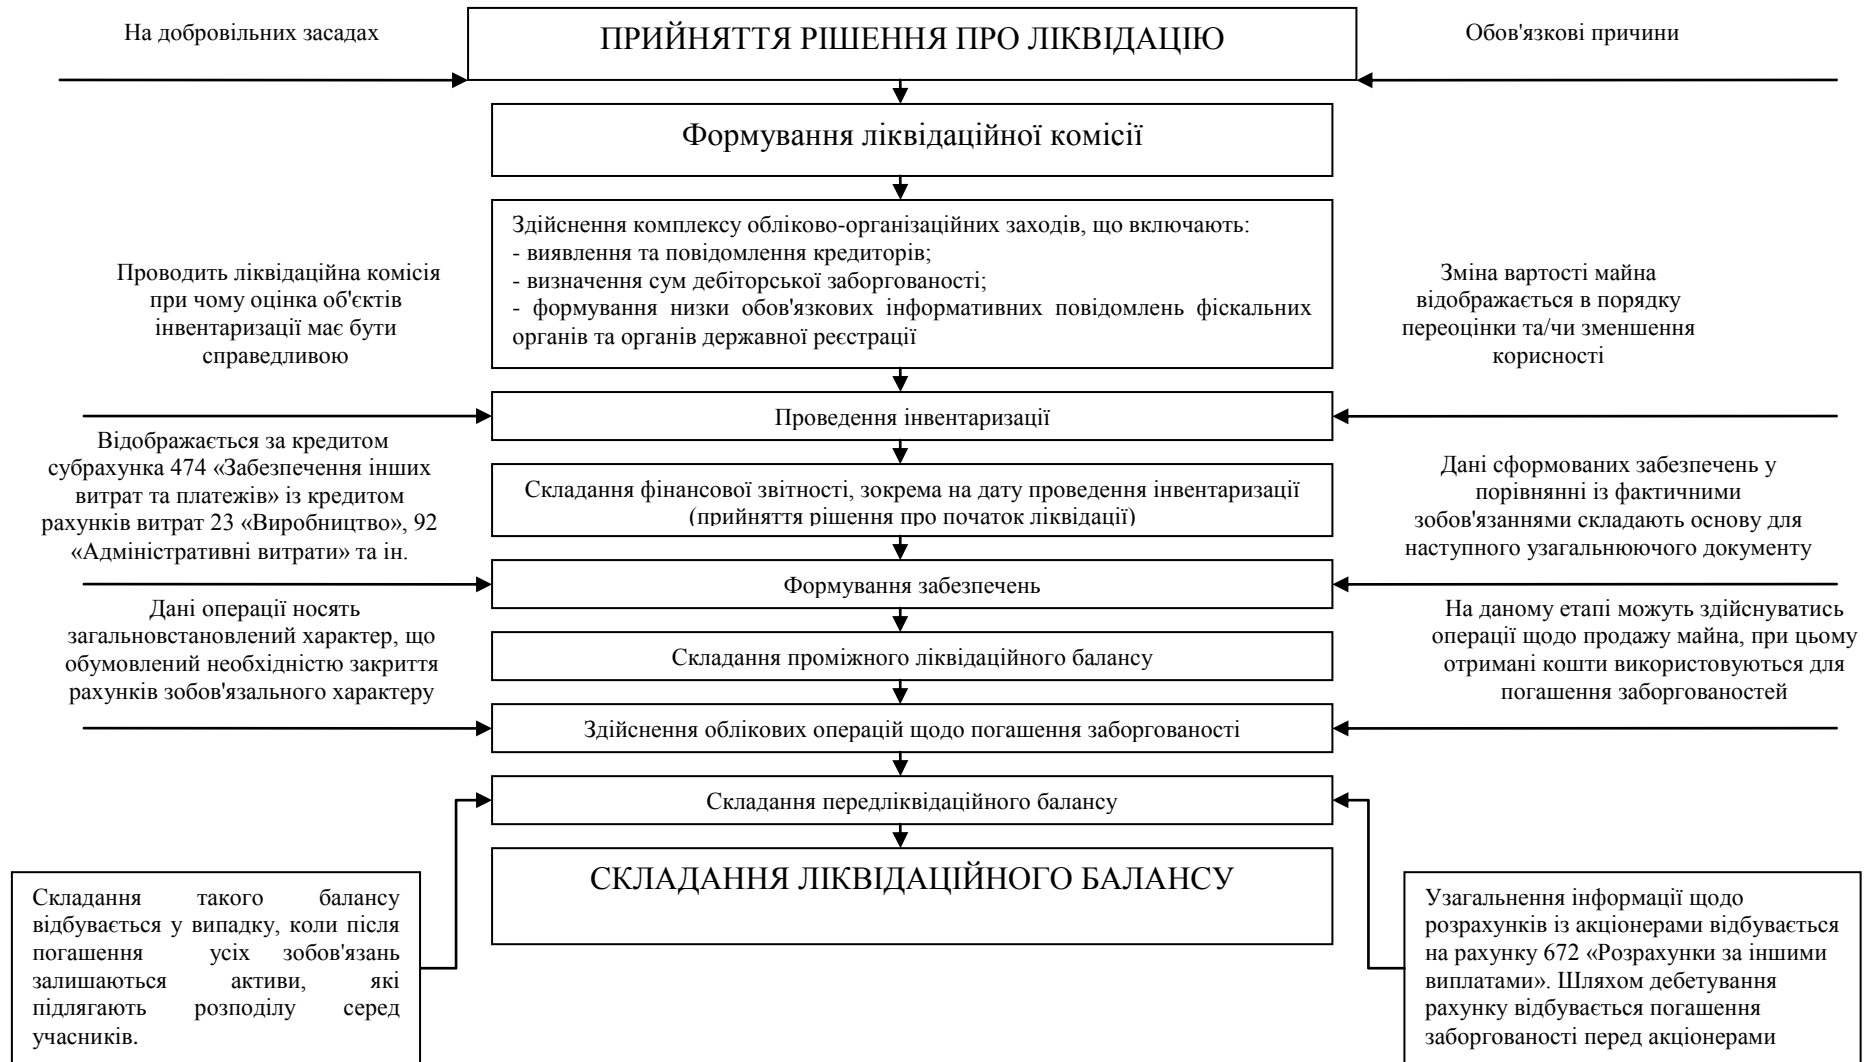 На добровільних засадах
ПРИЙНЯТТЯ РІШЕННЯ ПРО ЛІКВІДАЦІЮ
Обов'язкові причини
Формування ліквідаційної комісії
Здійснення комплексу обліково-організаційних заходів, що включають:
- виявлення та повідомлення кредиторів;
- визначення сум дебіторської заборгованості;
- формування низки обов'язкових інформативних повідомлень фіскальних
органів та органів державної реєстрації
Проводить ліквідаційна комісія
при чому оцінка об'єктів
інвентаризації має бути
справедливою
Зміна вартості майна
відображається в порядку
переоцінки та/чи зменшення
корисності
Проведення інвентаризації
Відображається за кредитом
субрахунка 474 «Забезпечення інших
витрат та платежів» із кредитом
рахунків витрат 23 «Виробництво», 92
«Адміністративні витрати» та ін.
Складання фінансової звітності, зокрема на дату проведення інвентаризації
(прийняття рішення про початок ліквідації)
Дані сформованих забезпечень у
порівнянні із фактичними
зобов'язаннями складають основу для
наступного узагальнюючого документу
Формування забезпечень
Дані операції носять
загальновстановлений характер, що
обумовлений необхідністю закриття
рахунків зобов'язального характеру
Складання проміжного ліквідаційного балансу
На даному етапі можуть здійснуватись
операції щодо продажу майна, при цьому
отримані кошти використовуються для
погашення заборгованостей
Здійснення облікових операцій щодо погашення заборгованості
Складання передліквідаційного балансу
СКЛАДАННЯ ЛІКВІДАЦІЙНОГО БАЛАНСУ
Складання такого балансу
відбувається у випадку, коли після
погашення усіх зобов'язань
залишаються активи, які
підлягають розподілу серед
учасників.
Узагальнення інформації щодо
розрахунків із акціонерами відбувається
на рахунку 672 «Розрахунки за іншими
виплатами». Шляхом дебетування
рахунку відбувається погашення
заборгованості перед акціонерами